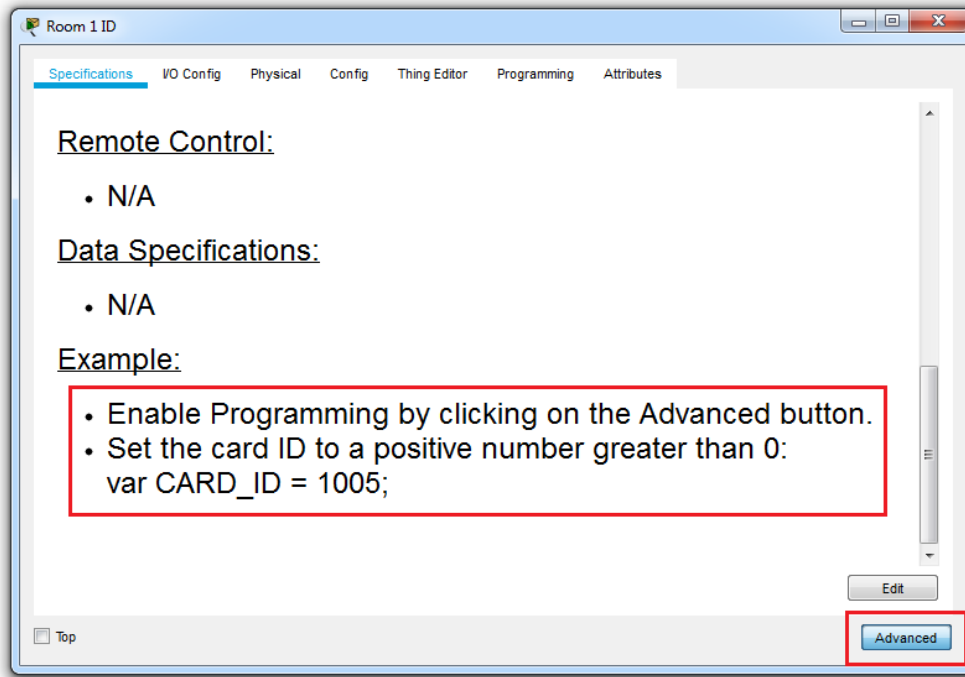 Room 1 ID
Specifications I/O Config Physical Config Thing Editor Programming Attributes
Remote Control:
• N/A
Data Specifications:
• N/A
Example:
• Enable Programming by clicking on the Advanced button.
• Set the card ID to a positive number greater than 0:
var CARD_ID = 1005;
Edit
Top
Advanced